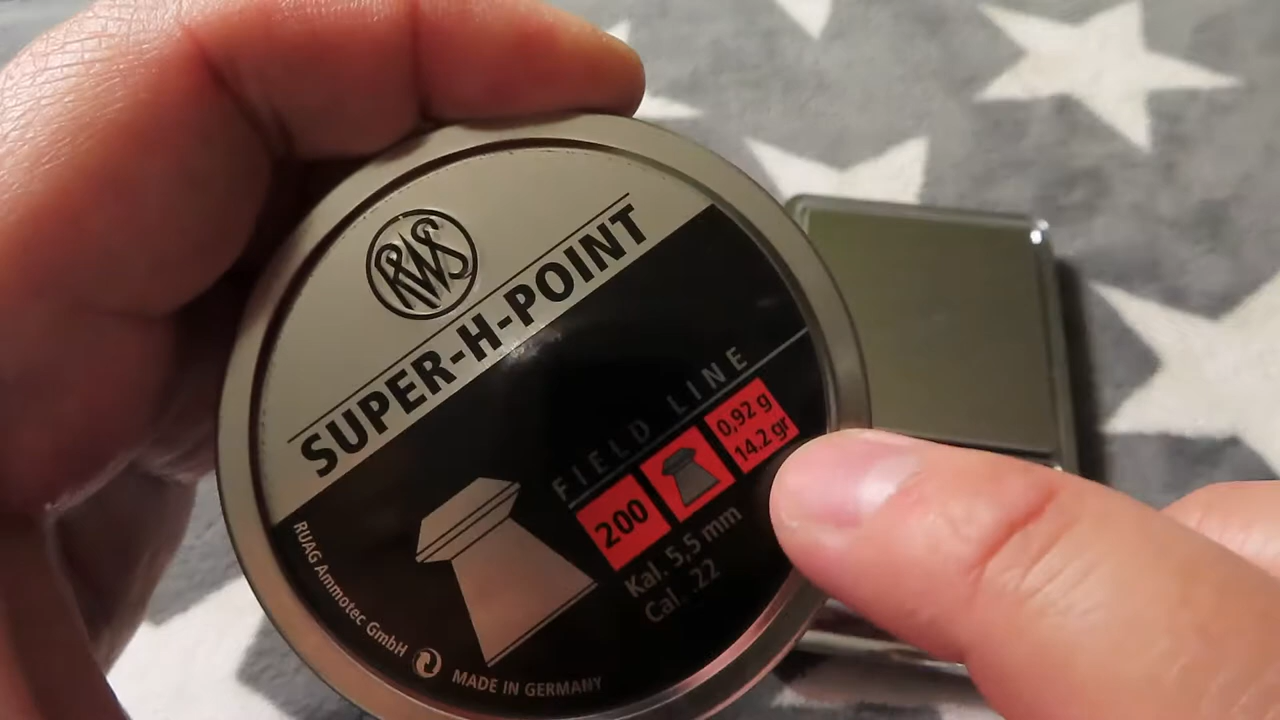 RWS
SUPER-H-POINT
FIELD LINE
200
0,92 g
14.2 gr
Kal. 5,5 mm
Cal. .22
RUAG Ammotec GmbH
MADE IN GERMANY